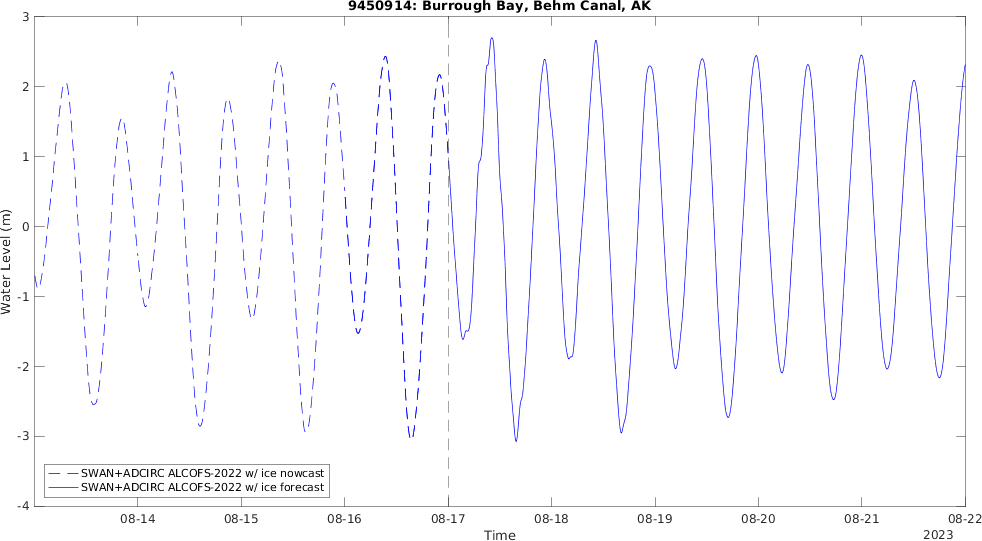 9450914: Burrough Bay, Behm Canal, AK
3
2
1
0
-1
-2
-3
-4
Water Level (m)
SWAN+ADCIRC ALCOFS-2022 w/ ice nowcast
SWAN+ADCIRC ALCOFS-2022 w/ ice forecast
08-14 08-15 08-16 08-17 08-18 08-19 08-20 08-21 08-22
Time
2023